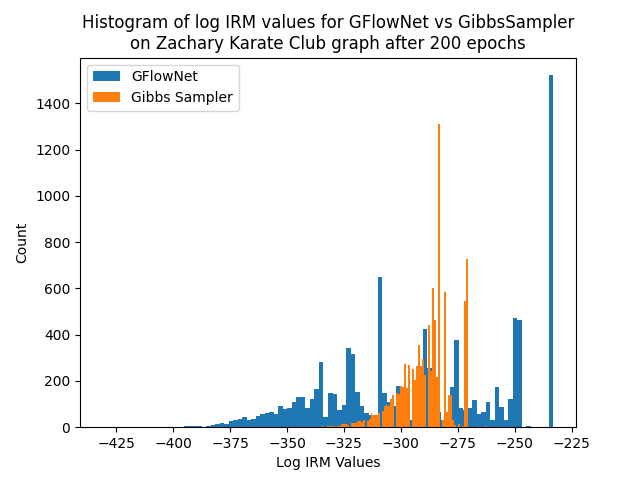 Histogram of log IRM values for GFlowNet vs GibbsSampler
on Zachary Karate Club graph after 200 epochs
GFlowNet
Gibbs Sampler
1400
1200
1000
800
600
400
200
0
Count
−425 −400 −375 −350 −325 −300 −275 −250 −225
Log IRM Values